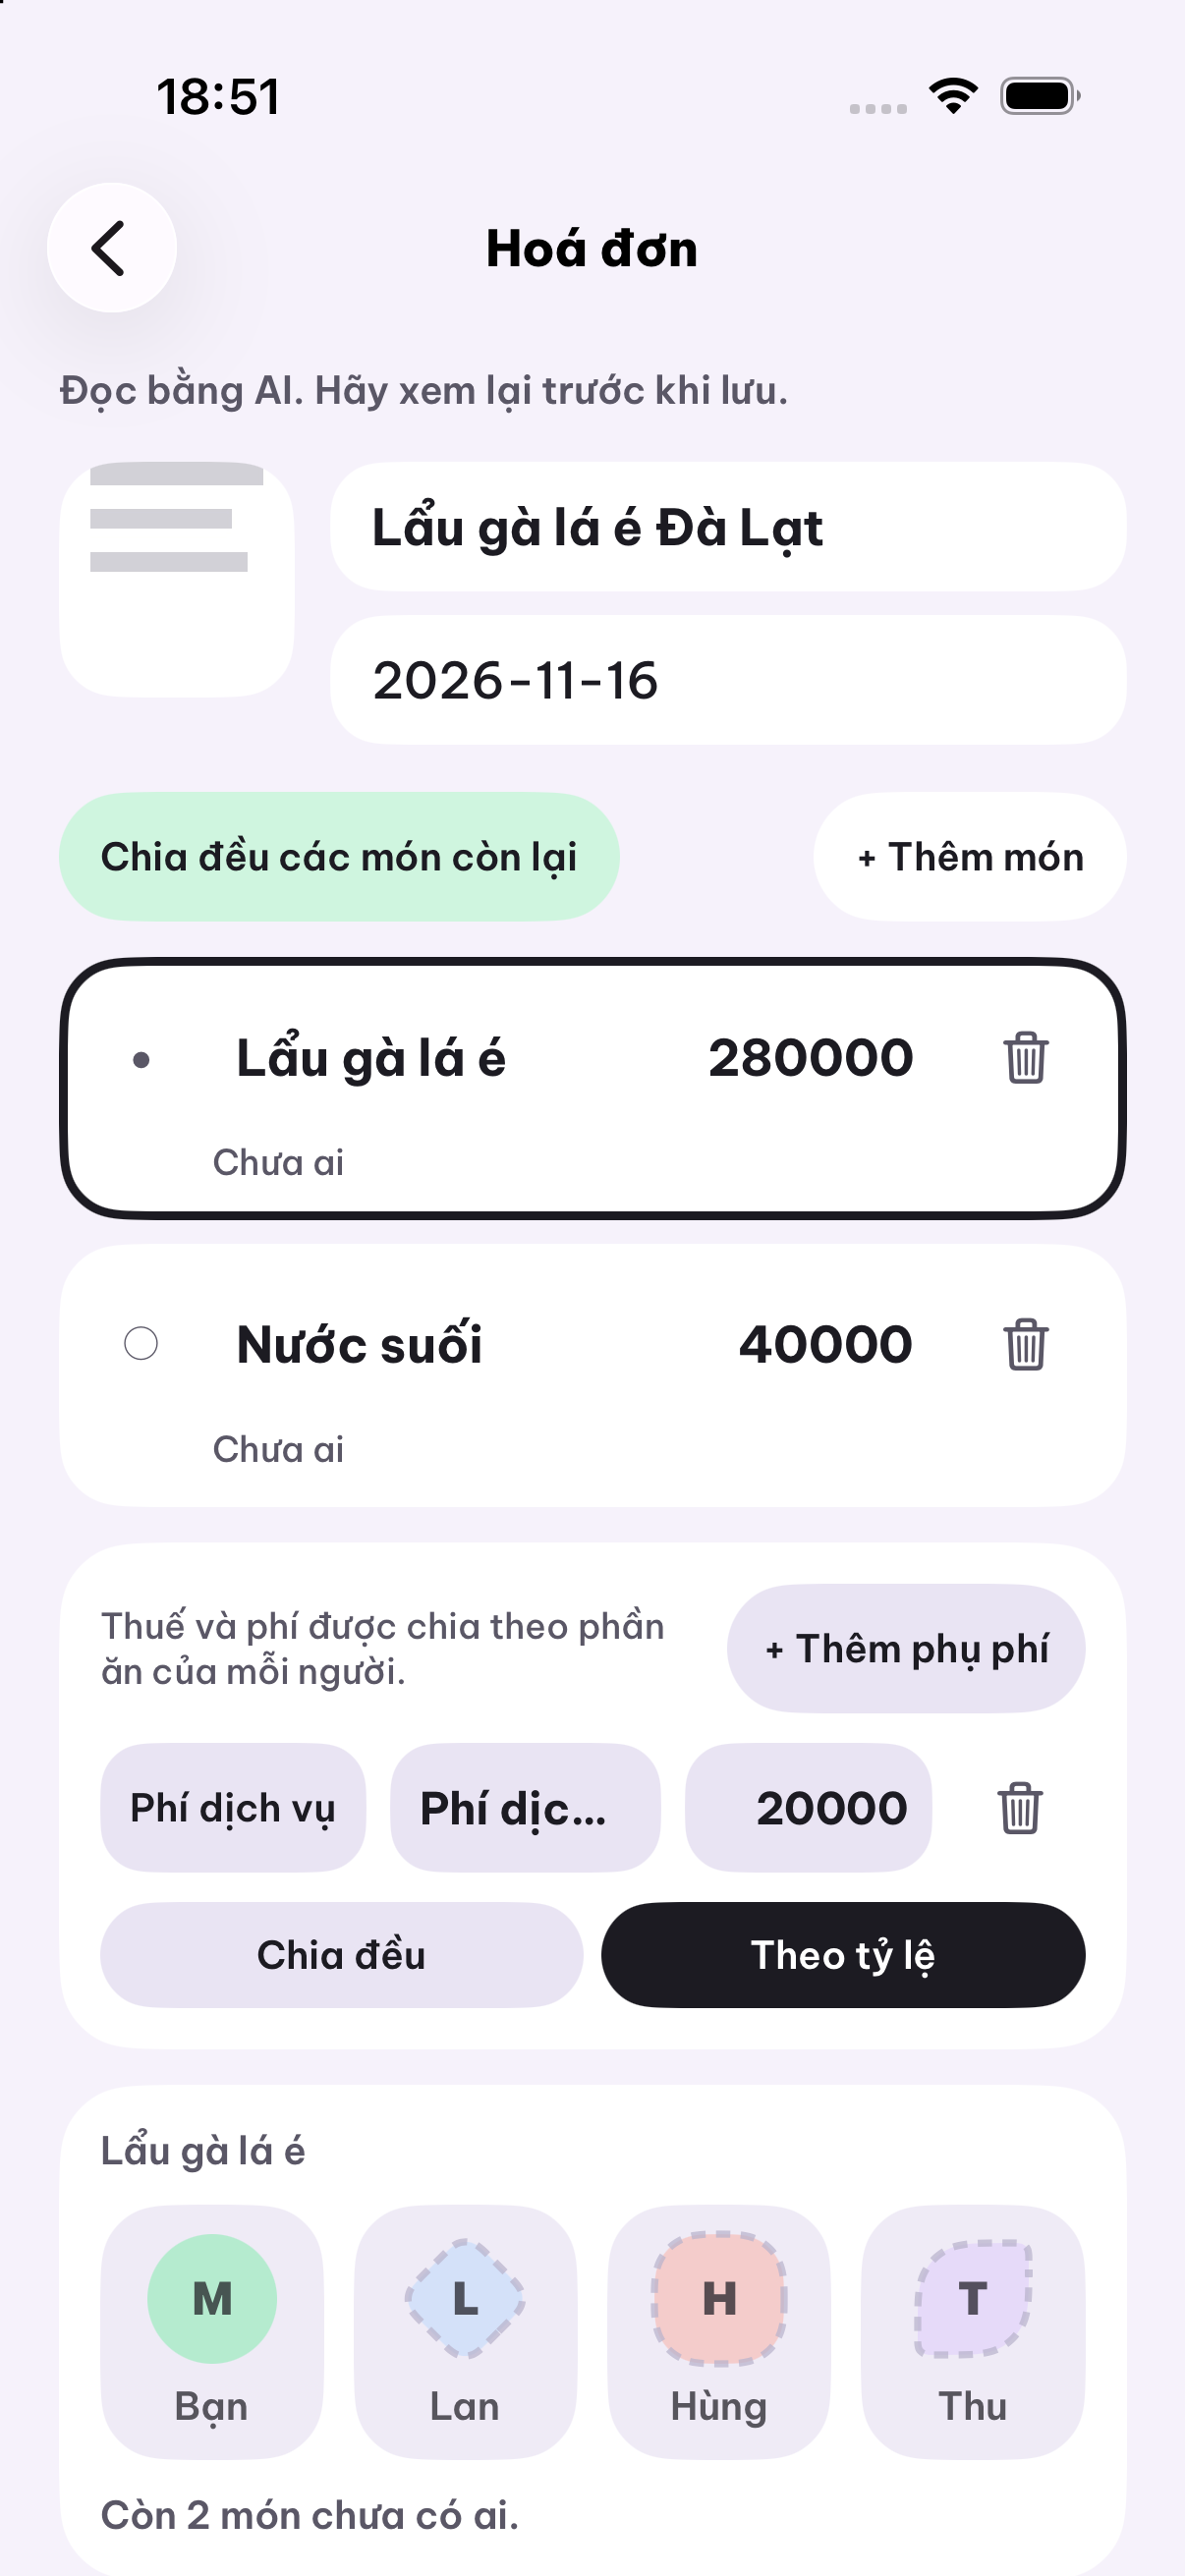 18:51
Hoá đơn
Đọc bằng AI. Hãy xem lại trước khi lưu.
Lẩu gà lá é Đà Lạt
2026-11-16
Chia đều các món còn lại
+ Thêm món
Lẩu gà lá é 280000
Chưa ai
Nước suối 40000
Chưa ai
Thuế và phí được chia theo phần
ăn của mỗi người.
+ Thêm phụ phí
Phí dịch vụ Phí dịc... 20000
Chia đều Theo tỷ lệ
Lẩu gà lá é
M L H T
Bạn Lan Hùng Thu
Còn 2 món chưa có ai.